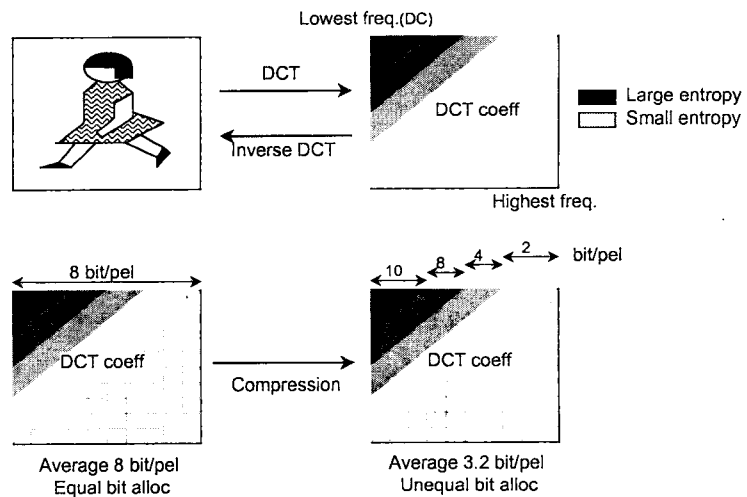 Lowest freq.(DC)
DCT
Inverse DCT
DCT coeff
Large entropy
Small entropy
Highest freq.
8 bit/pel
DCT coeff
Compression
10 8 4 2 bit/pel
DCT coeff
Average 8 bit/pel
Equal bit alloc
Average 3.2 bit/pel
Unequal bit alloc